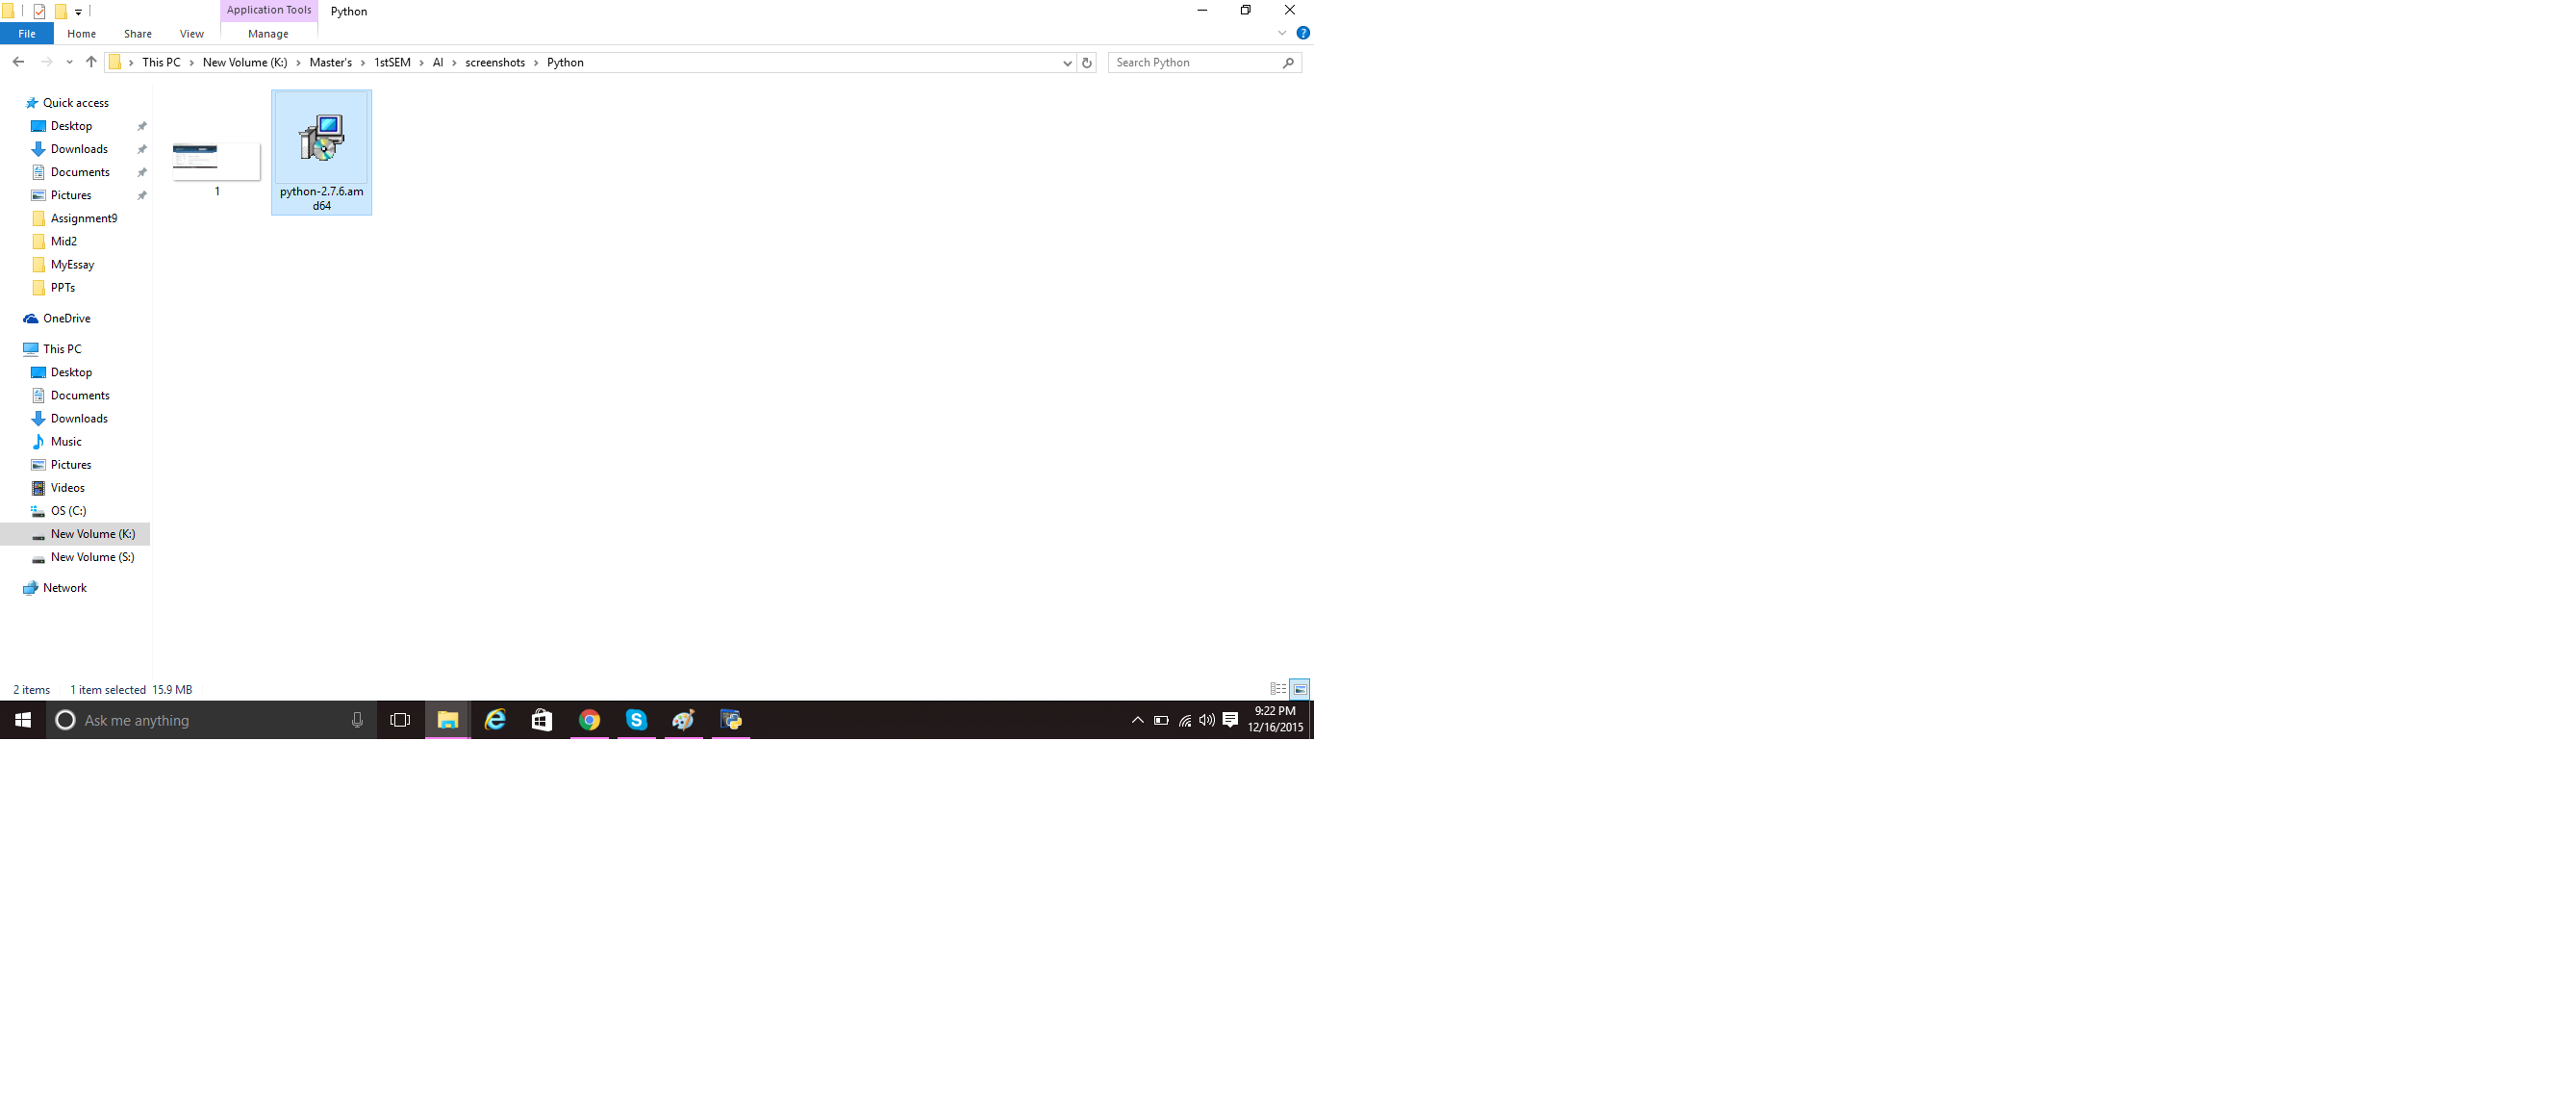 Application Tools Python
File Home Share View Manage
This PC New Volume (K:) Master's 1stSEM AI screenshots Python
Search Python
Quick access
Desktop
Downloads
Documents
Pictures
Assignment9
Mid2
MyEssay
PPTs
OneDrive
This PC
Desktop
Documents
Downloads
Music
Pictures
Videos
OS (C:)
New Volume (K:)
New Volume (S:)
Network
1
python-2.7.6.am
d64
2 items 1 item selected 15.9 MB
Ask me anything
9:22 PM
12/16/2015